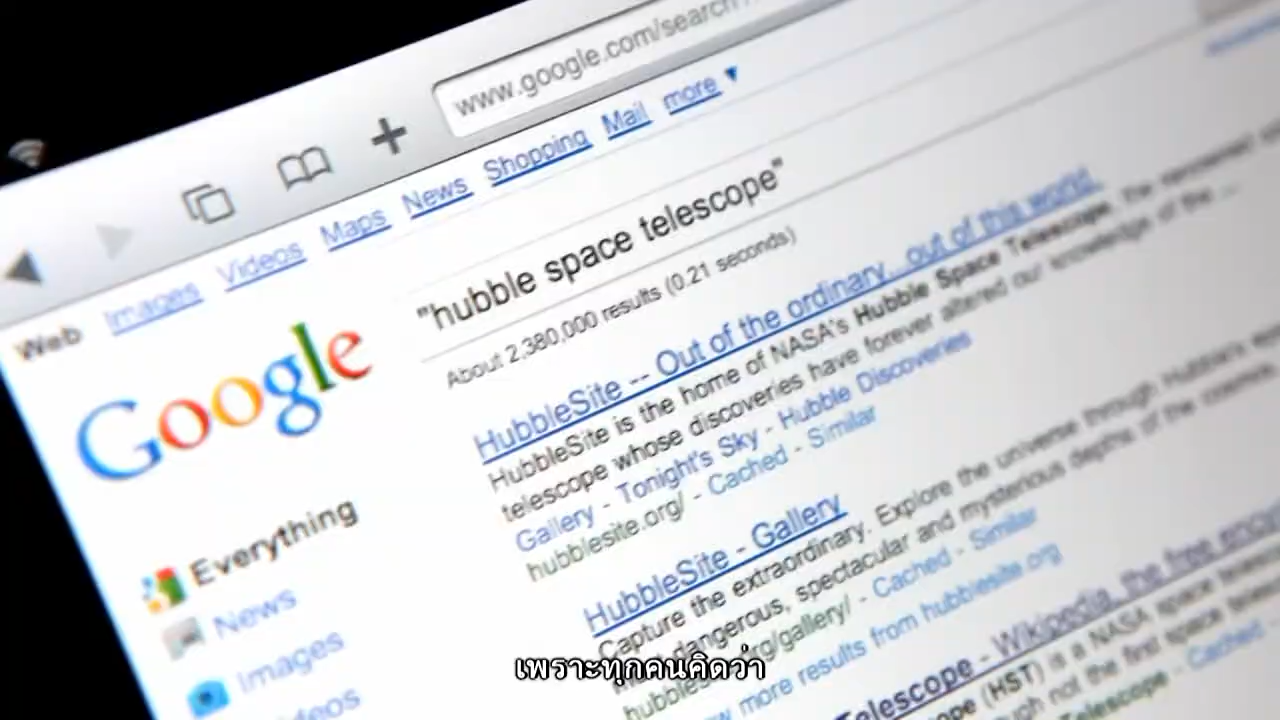 www.google.com/search
Web Images Videos Maps News Shopping Mail more
Google
"hubble space telescope"
About 2,380,000 results (0.21 seconds)
HubbleSite -- Out of the ordinary...out of this world.
HubbleSite is the home of NASA's Hubble Space Telescope. The renowned
telescope whose discoveries have forever altered our knowledge of the ...
Gallery - Tonight's Sky - Hubble Discoveries
hubblesite.org/ - Cached - Similar
HubbleSite - Gallery
Capture the extraordinary. Explore the universe through Hubble's
dangerous, spectacular and mysterious depths of the cosmos.
/gallery/ - Cached - Similar
more results from hubblesite.org
Telescope - Wikipedia, the free
(HST) is a NASA space
not the first space
Telescope - Cached -
Everything
News
Images
เพราะทุกคนคิดว่า